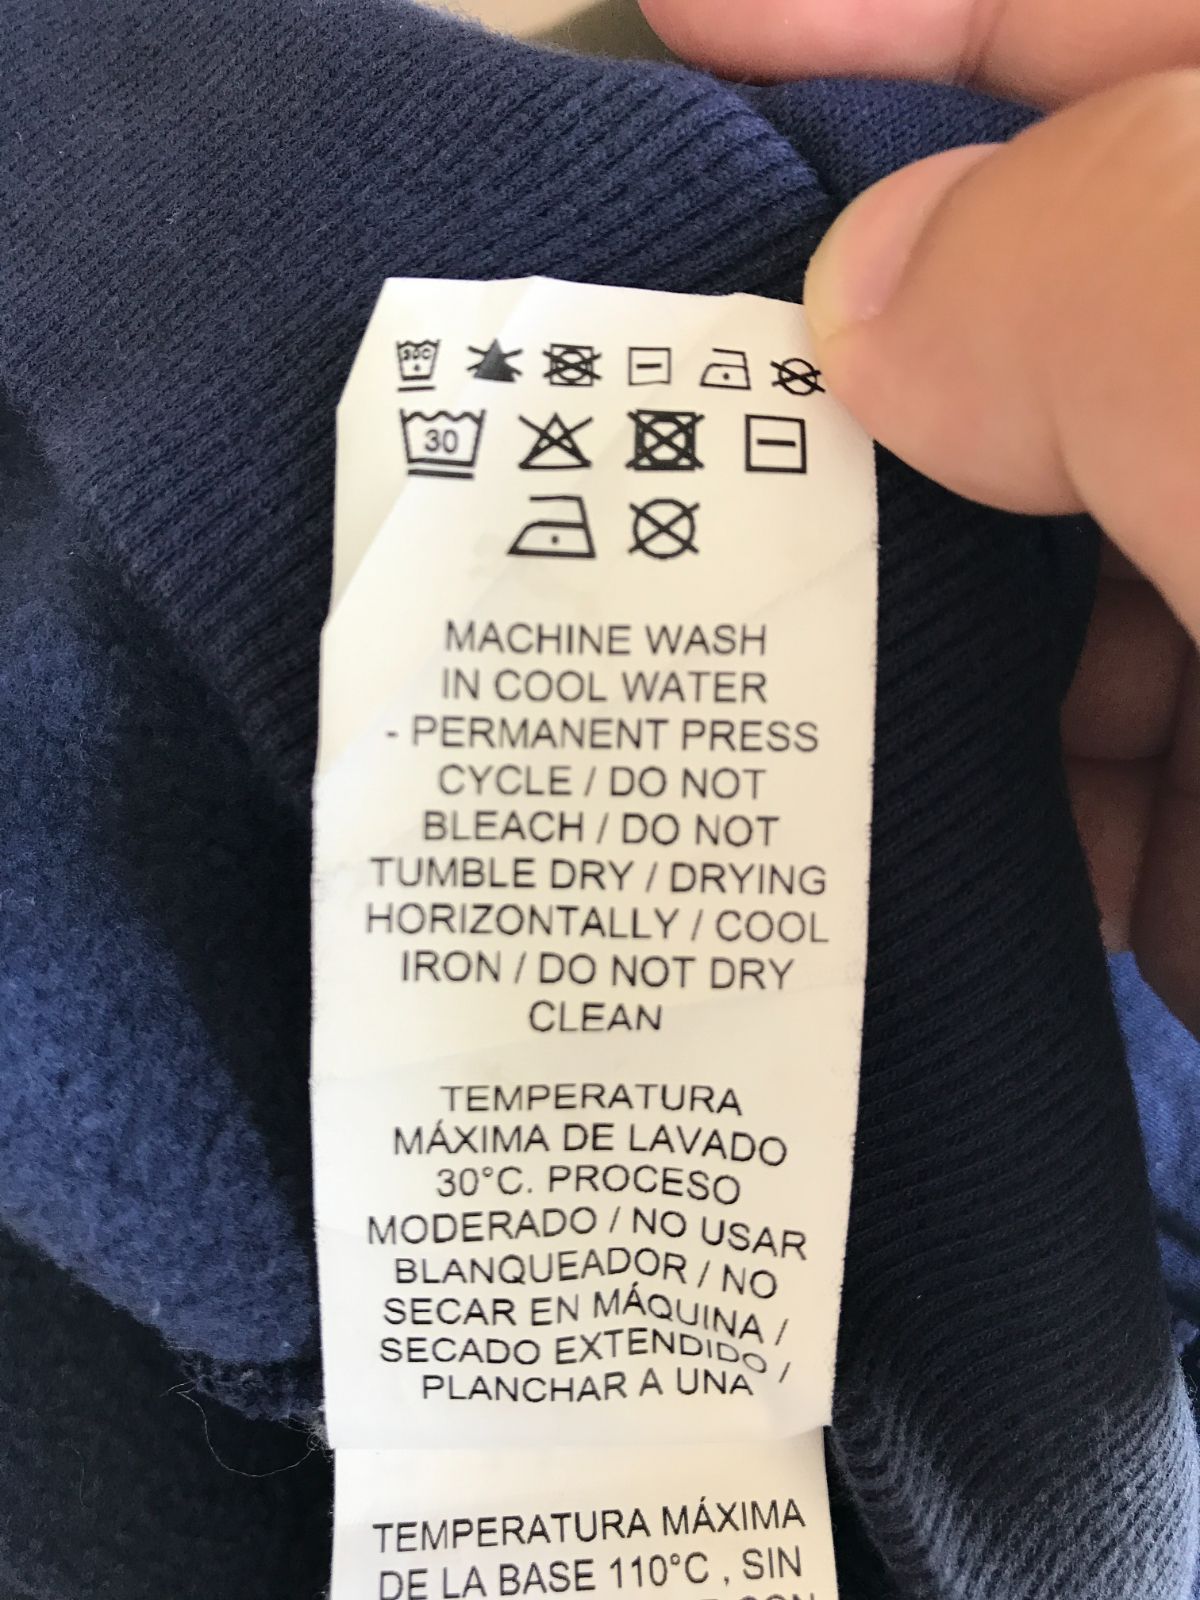 30C
30
MACHINE WASH
IN COOL WATER
- PERMANENT PRESS
CYCLE / DO NOT
BLEACH / DO NOT
TUMBLE DRY / DRYING
HORIZONTALLY / COOL
IRON / DO NOT DRY
CLEAN
TEMPERATURA
MÁXIMA DE LAVADO
30°C. PROCESO
MODERADO / NO USAR
BLANQUEADOR / NO
SECAR EN MÁQUINA /
SECADO EXTENDIDO /
PLANCHAR A UNA
TEMPERATURA MÁXIMA
DE LA BASE 110°C , SIN